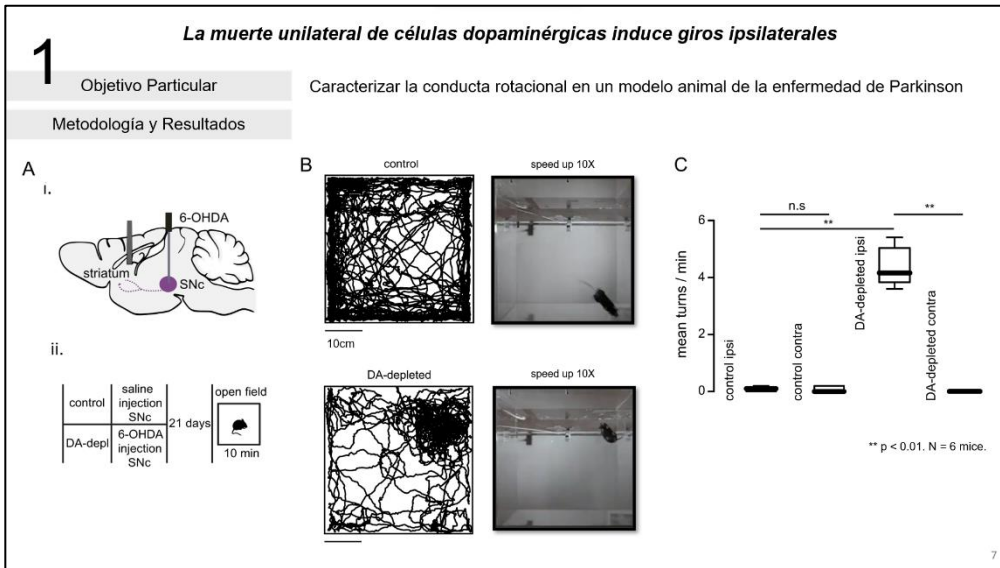 1
La muerte unilateral de células dopaminérgicas induce giros ipsilaterales
Objetivo Particular
Caracterizar la conducta rotacional en un modelo animal de la enfermedad de Parkinson
Metodología y Resultados
A
i.
6-OHDA
striatum
SNc
ii.
control
saline
injection
SNc
DA-depl
6-OHDA
injection
SNc
21 days
open field
10 min
B
control
speed up 10X
10cm
DA-depleted
speed up 10X
C
n.s
**
**
mean turns / min
6
4
2
0
control ipsi
control contra
DA-depleted ipsi
DA-depleted contra
** p < 0.01. N = 6 mice.
7